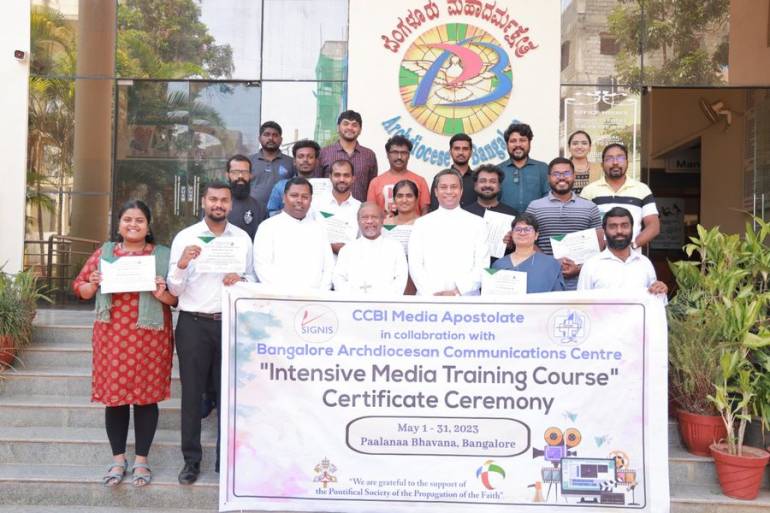 ಬೆಂಗಳೂರು ಮಹಾಧರ್ಮಕ್ಷೇತ್ರ
Archdiocese Bangalore
SIGNIS
CCBI Media Apostolate
in collabration with
Bangalore Archdiocesan Communications Centre
"Intensive Media Training Course"
Certificate Ceremony
May 1 - 31, 2023
Paalanaa Bhavana, Bangalore
"We are grateful to the support of
the Pontifical Society of the Propagation of the Faith".